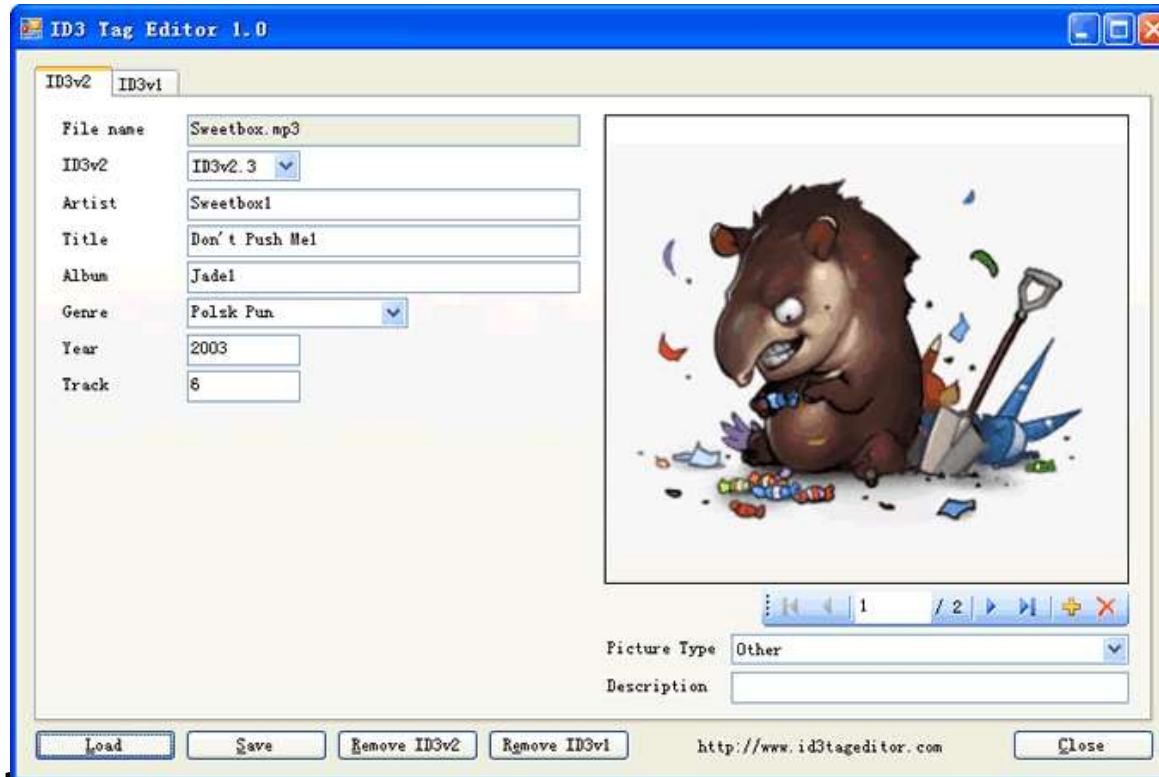 ID3 Tag Editor 1.0
ID3v2 ID3v1
File name Sweetbox.mp3
ID3v2 ID3v2.3
Artist Sweetbox1
Title Don't Push Me1
Album Jade1
Genre Polsk Pun
Year 2003
Track 6
1 / 2
Picture Type Other
Description
Load Save Remove ID3v2 Remove ID3v1 http://www.id3tageditor.com Close